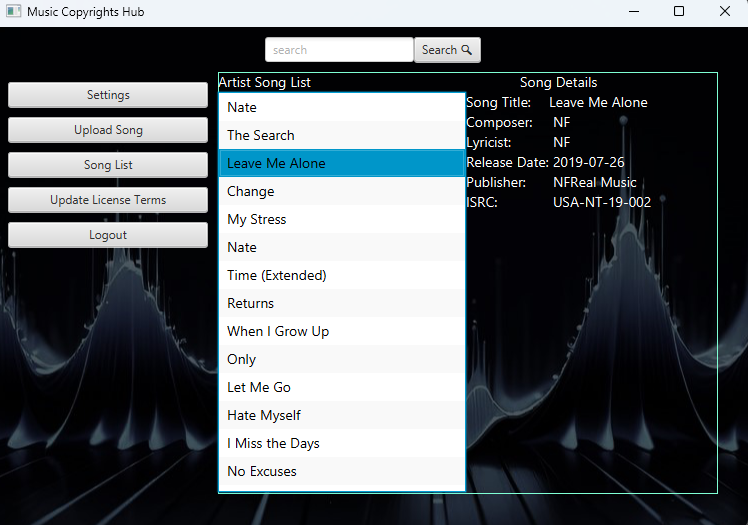 Music Copyrights Hub
search
Search
Settings
Upload Song
Song List
Update License Terms
Logout
Artist Song List
Nate
The Search
Leave Me Alone
Change
My Stress
Nate
Time (Extended)
Returns
When I Grow Up
Only
Let Me Go
Hate Myself
I Miss the Days
No Excuses
Song Details
Song Title: Leave Me Alone
Composer: NF
Lyricist: NF
Release Date: 2019-07-26
Publisher: NFReal Music
ISRC: USA-NT-19-002